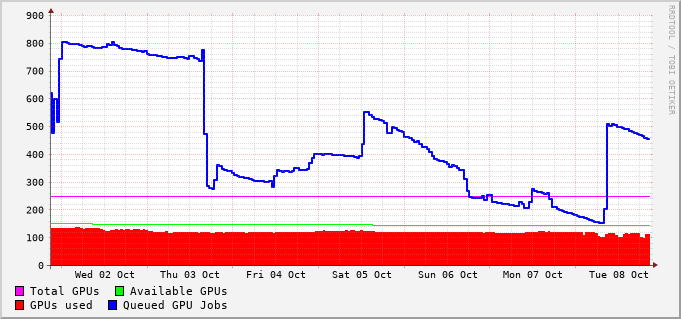 900
800
700
600
500
400
300
200
100
0
Wed 02 Oct Thu 03 Oct Fri 04 Oct Sat 05 Oct Sun 06 Oct Mon 07 Oct Tue 08 Oct
Total GPUs Available GPUs
GPUs used Queued GPU Jobs
RRDTOOL / TOBI OETIKER